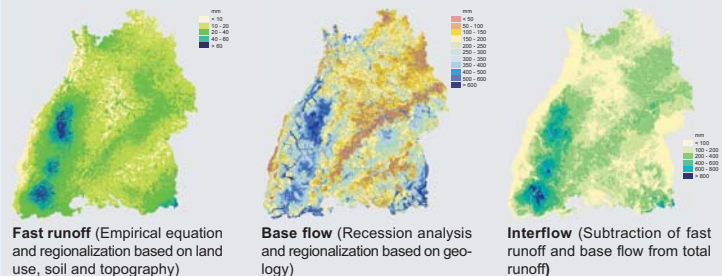 mm
< 10
10 - 20
20 - 40
40 - 60
> 60
mm
< 50
50 - 100
100 - 150
150 - 200
200 - 250
250 - 300
300 - 350
350 - 400
400 - 500
500 - 600
> 600
mm
< 100
100 - 200
200 - 400
400 - 600
600 - 800
> 800
Fast runoff (Empirical equation
and regionalization based on land
use, soil and topography)
Base flow (Recession analysis
and regionalization based on geo-
logy)
Interflow (Subtraction of fast
runoff and base flow from total
runoff)